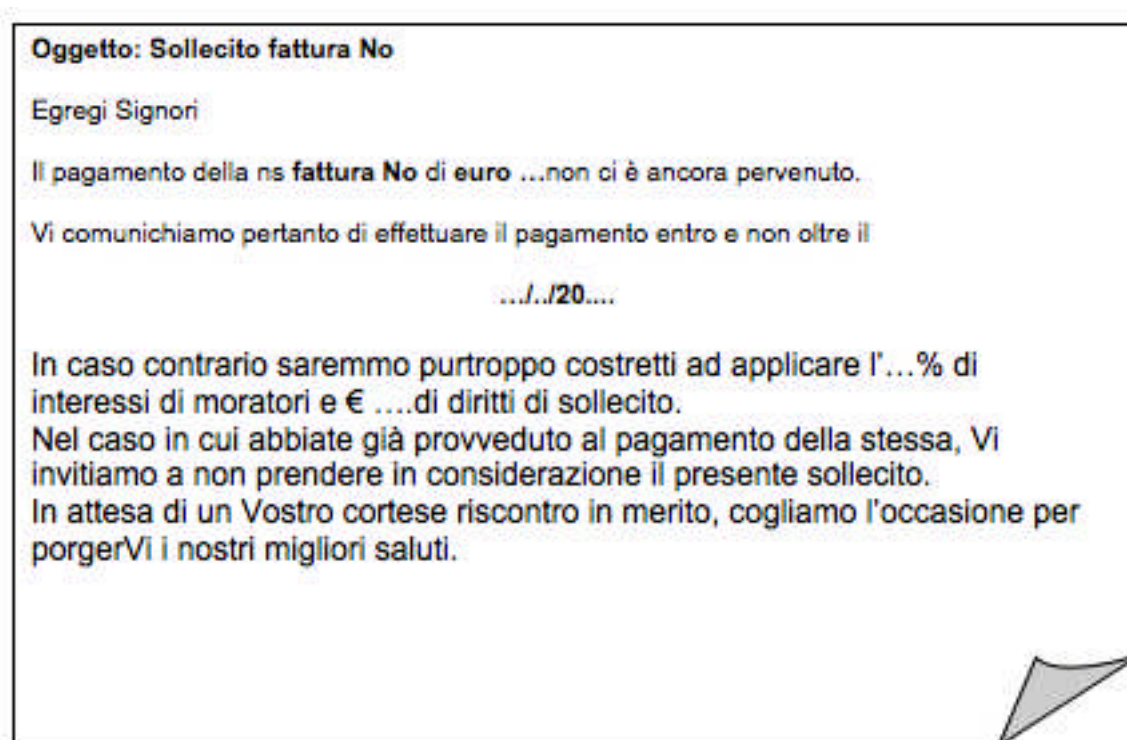 Oggetto: Sollecito fattura No
Egregi Signori
Il pagamento della ns fattura No di euro …non ci è ancora pervenuto.
Vi comunichiamo pertanto di effettuare il pagamento entro e non oltre il
…/../20....
In caso contrario saremmo purtroppo costretti ad applicare l'…% di
interessi di moratori e € ….di diritti di sollecito.
Nel caso in cui abbiate già provveduto al pagamento della stessa, Vi
invitiamo a non prendere in considerazione il presente sollecito.
In attesa di un Vostro cortese riscontro in merito, cogliamo l'occasione per
porgerVi i nostri migliori saluti.